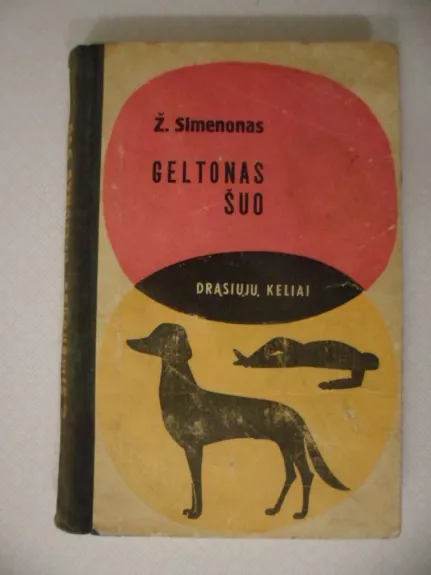 Ž. Simenonas
GELTONAS
ŠUO
DRĄSIŲJŲ KELIAI